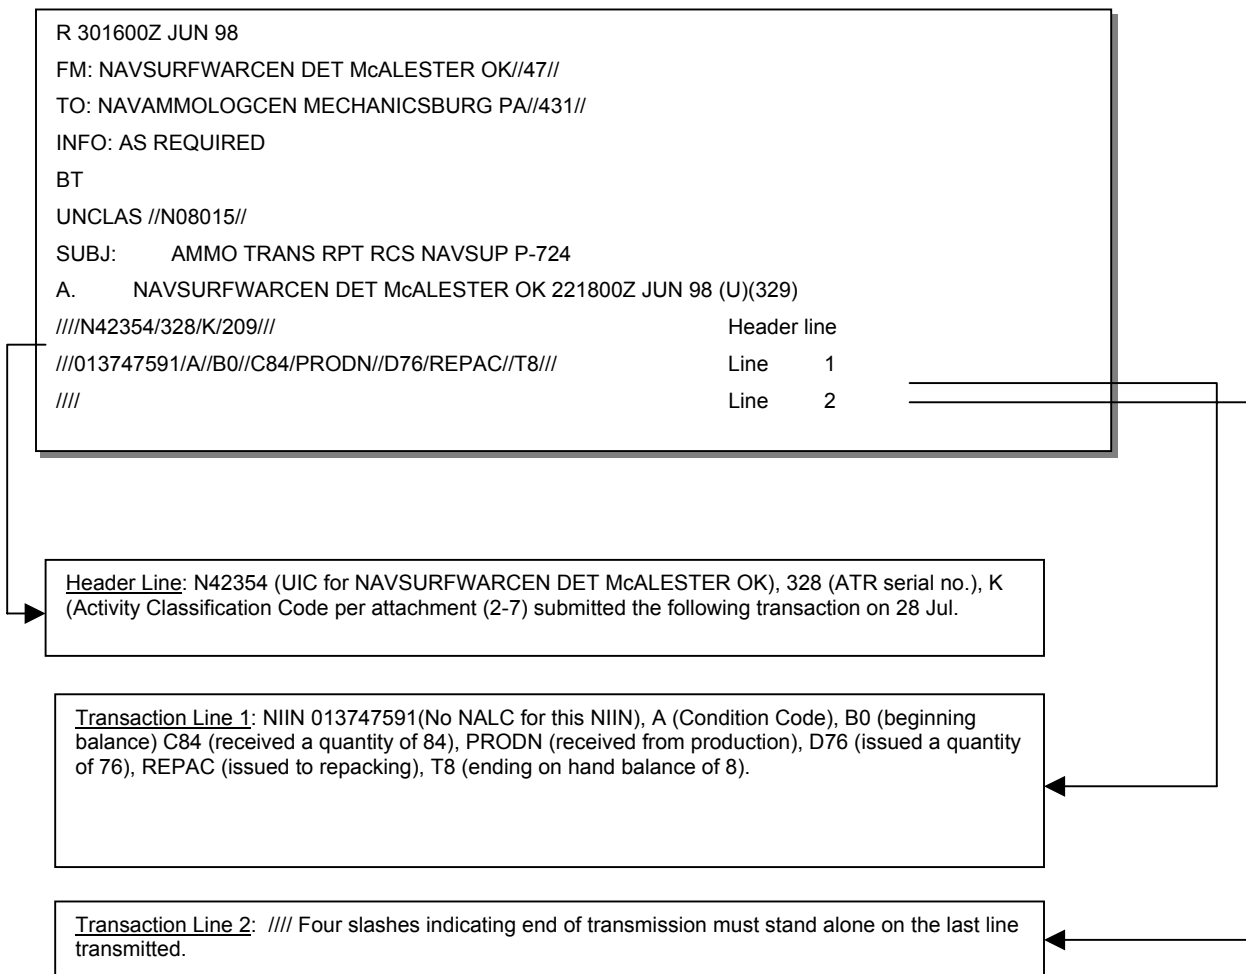 R 301600Z JUN 98
FM: NAVSURFWARCEN DET McALESTER OK//47//
TO: NAVAMMOLOGCEN MECHANICSBURG PA//431//
INFO: AS REQUIRED
BT
UNCLAS //N08015//
SUBJ: AMMO TRANS RPT RCS NAVSUP P-724
A. NAVSURFWARCEN DET McALESTER OK 221800Z JUN 98 (U)(329)
////N42354/328/K/209/// Header line
///013747591/A//B0//C84/PRODN//D76/REPAC//T8/// Line 1
//// Line 2
Header Line: N42354 (UIC for NAVSURFWARCEN DET McALESTER OK), 328 (ATR serial no.), K
(Activity Classification Code per attachment (2-7) submitted the following transaction on 28 Jul.
Transaction Line 1: NIIN 013747591(No NALC for this NIIN), A (Condition Code), B0 (beginning
balance) C84 (received a quantity of 84), PRODN (received from production), D76 (issued a quantity
of 76), REPAC (issued to repacking), T8 (ending on hand balance of 8).
Transaction Line 2: //// Four slashes indicating end of transmission must stand alone on the last line
transmitted.